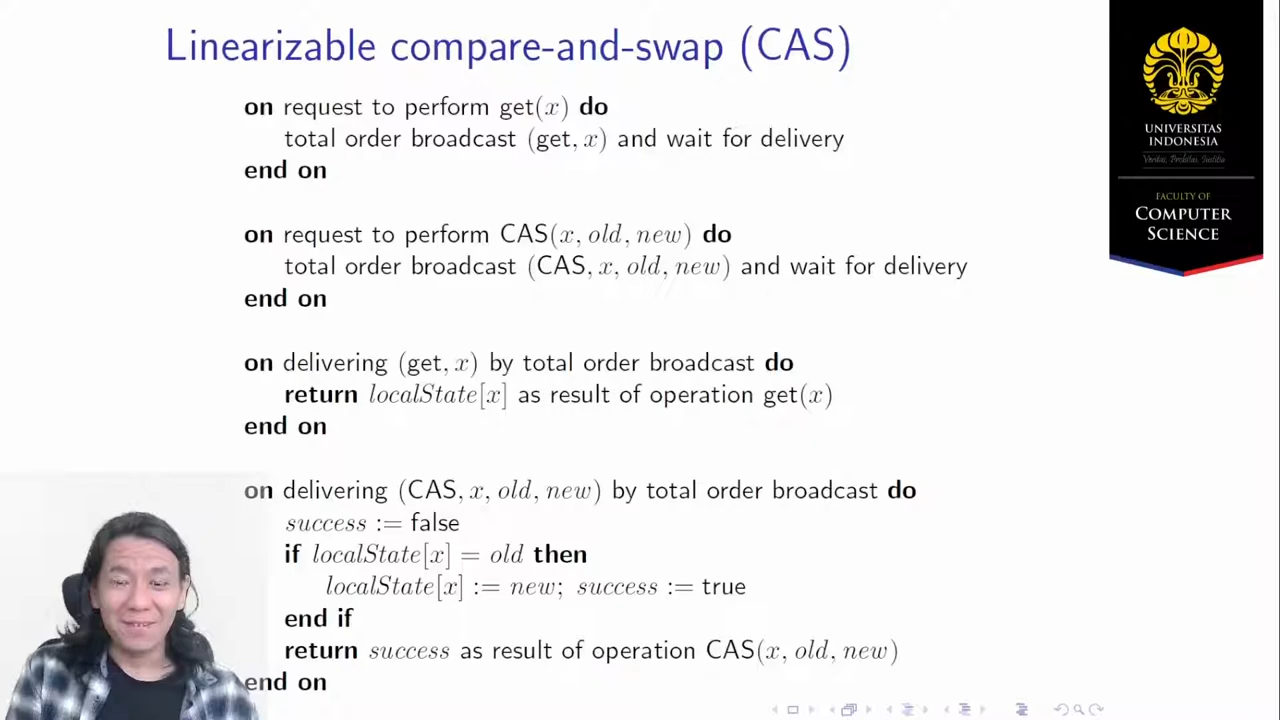 Linearizable compare-and-swap (CAS)
on request to perform get(x) do
total order broadcast (get, x) and wait for delivery
end on
on request to perform CAS(x, old, new) do
total order broadcast (CAS, x, old, new) and wait for delivery
end on
on delivering (get, x) by total order broadcast do
return localState[x] as result of operation get(x)
end on
on delivering (CAS, x, old, new) by total order broadcast do
success := false
if localState[x] = old then
localState[x] := new; success := true
end if
return success as result of operation CAS(x, old, new)
end on
UNIVERSITAS
INDONESIA
Veritas, Probitas, Iustitia
FACULTY OF
COMPUTER
SCIENCE